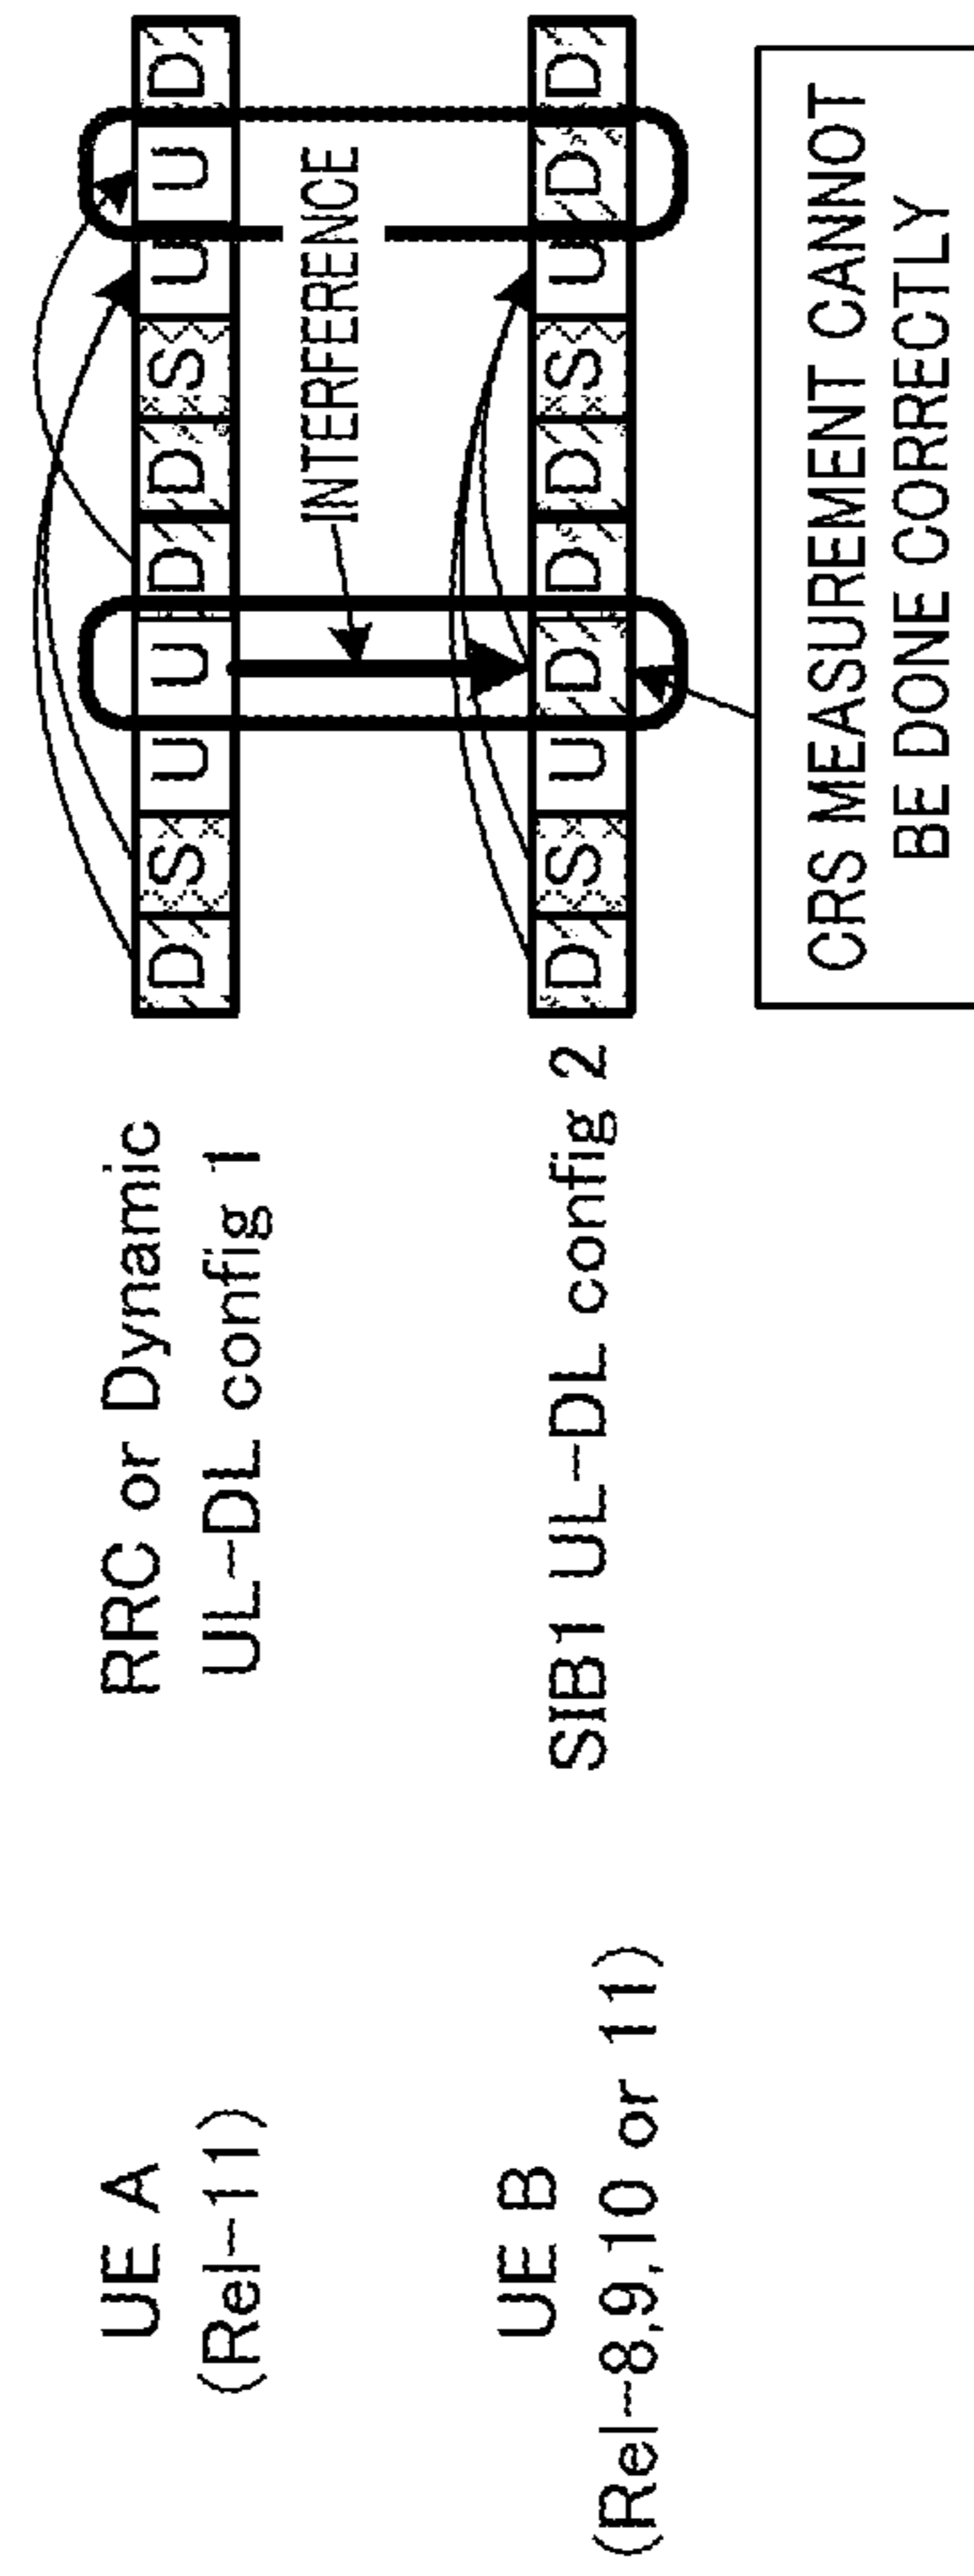 UE A
(Rel-11)
RRC or Dynamic
UL-DL config 1
D S U U D D S U U D
INTERFERENCE
UE B
(Rel-8,9,10 or 11)
SIB1 UL-DL config 2
D S U D D D S U D D
CRS MEASUREMENT CANNOT
BE DONE CORRECTLY